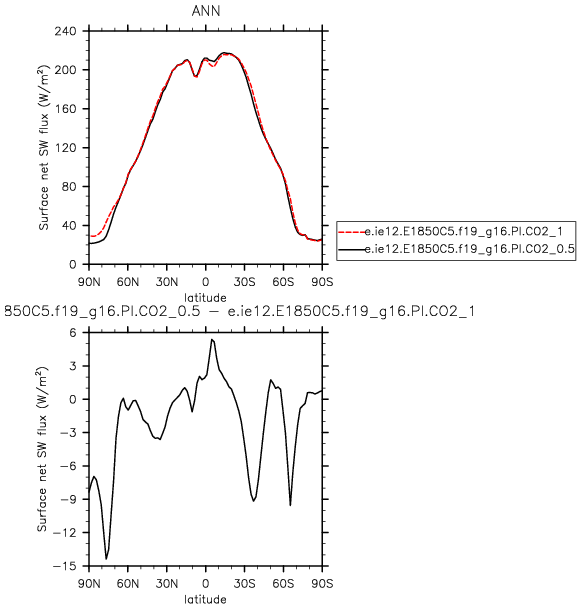 ANN
Surface net SW flux (W/m²)
240
200
160
120
80
40
0
90N 60N 30N 0 30S 60S 90S
latitude
e.ie12.E1850C5.f19_g16.PI.CO2_1
e.ie12.E1850C5.f19_g16.PI.CO2_0.5
850C5.f19_g16.PI.CO2_0.5 − e.ie12.E1850C5.f19_g16.PI.CO2_1
Surface net SW flux (W/m²)
6
3
0
−3
−6
−9
−12
−15
90N 60N 30N 0 30S 60S 90S
latitude